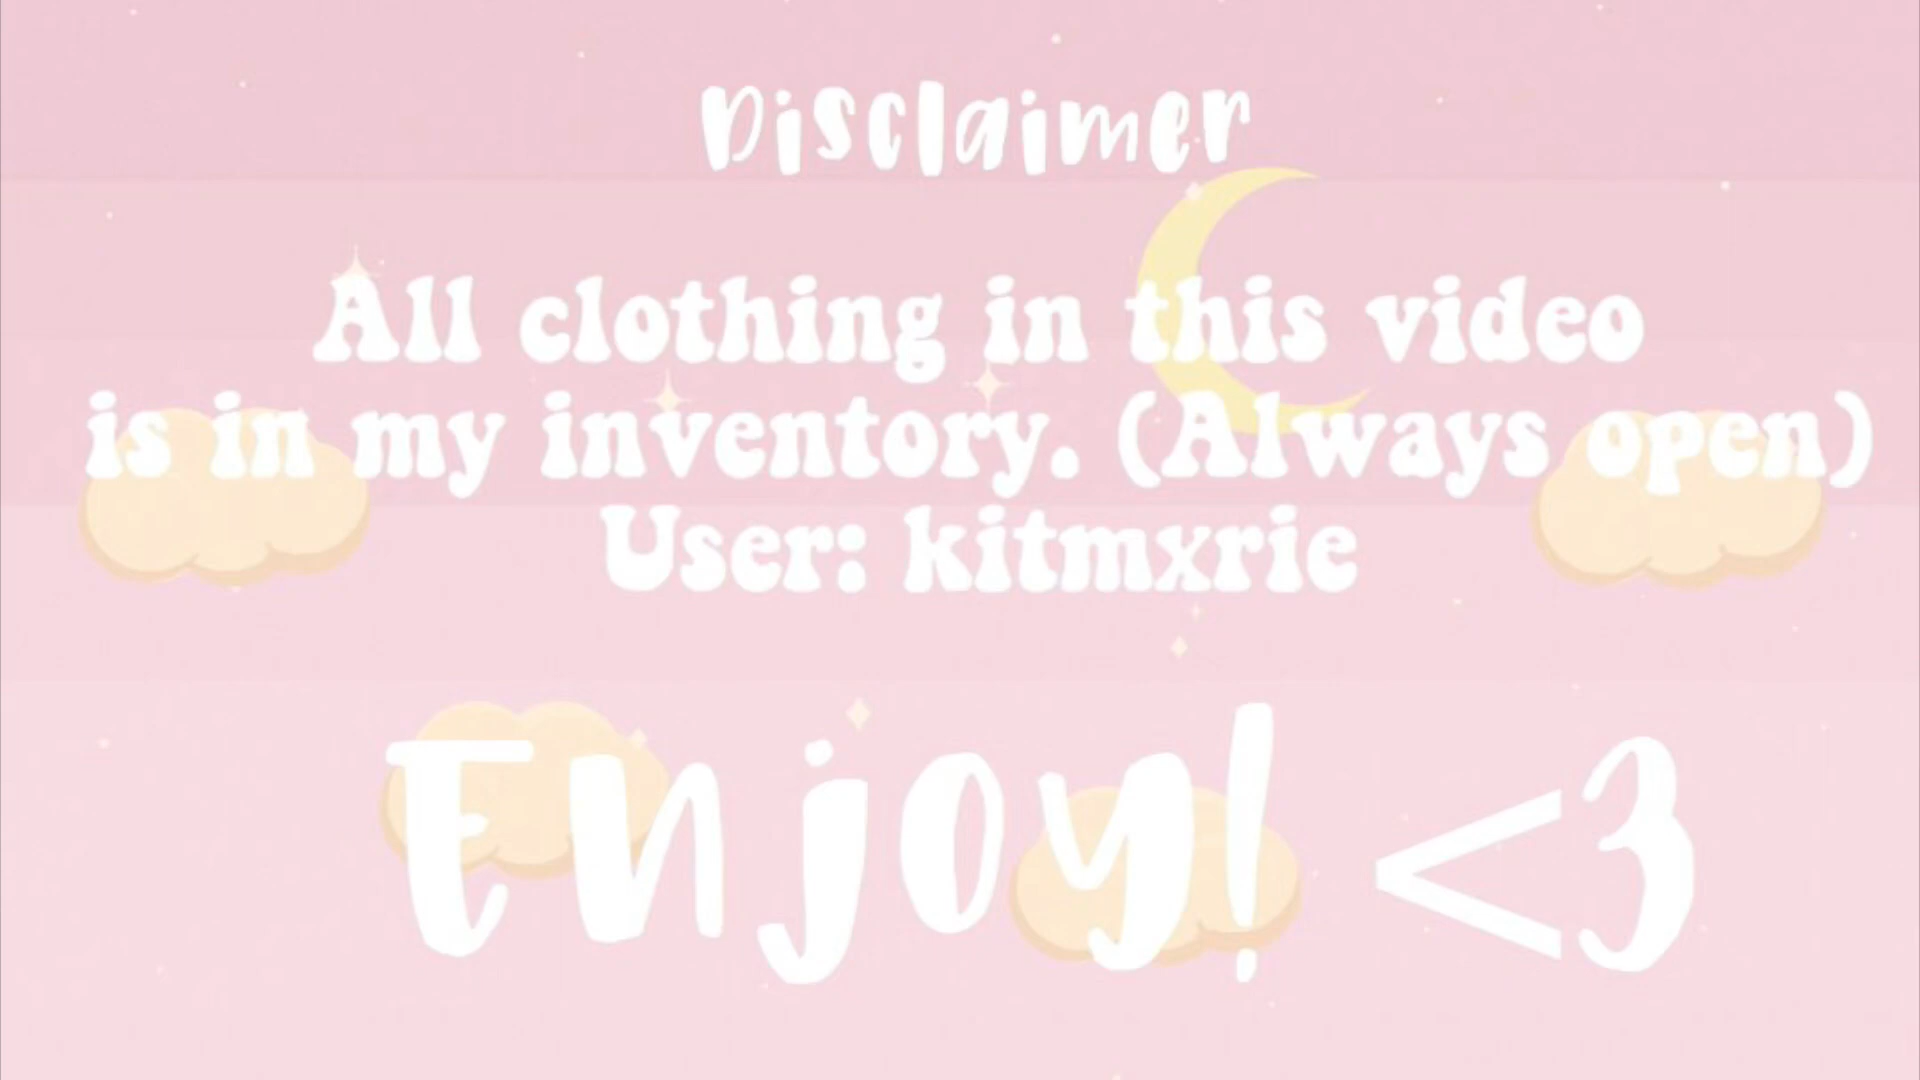 Disclaimer
All clothing in this video
is in my inventory. (Always open)
User: kitmxrie
Enjoy! <3